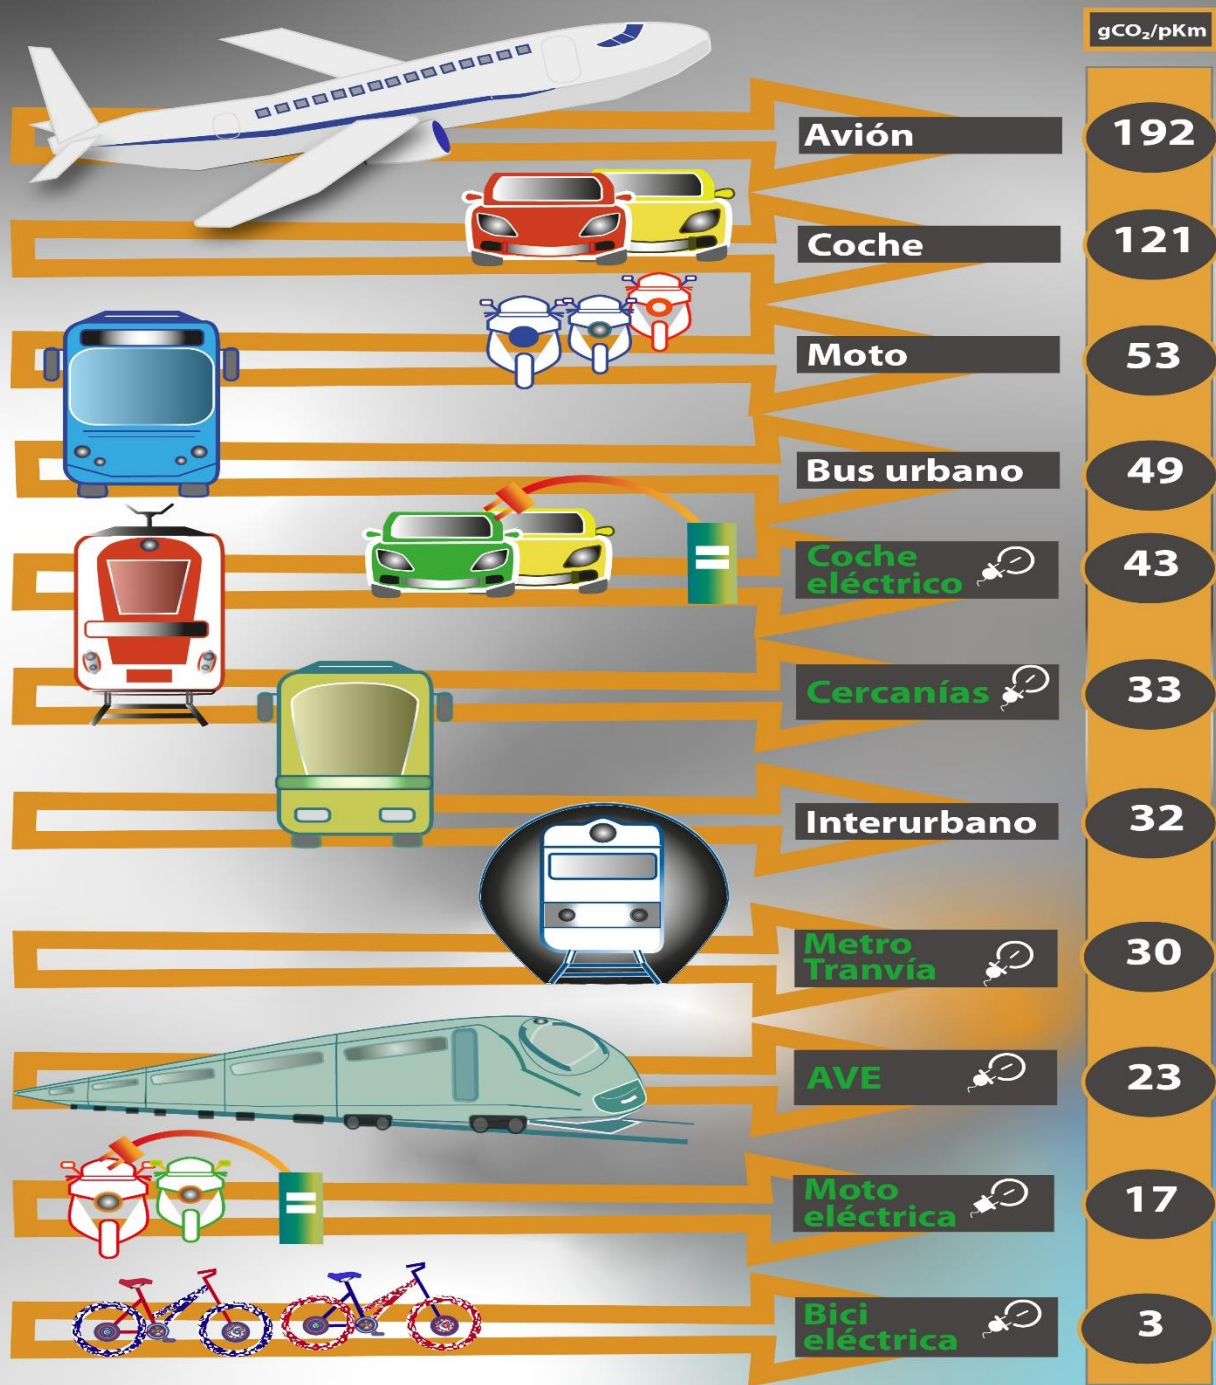 gCO₂/pKm
Avión 192
Coche 121
Moto 53
Bus urbano 49
Coche
eléctrico 43
Cercanías 33
Interurbano 32
Metro
Tranvía 30
AVE 23
Moto
eléctrica 17
Bici
eléctrica 3